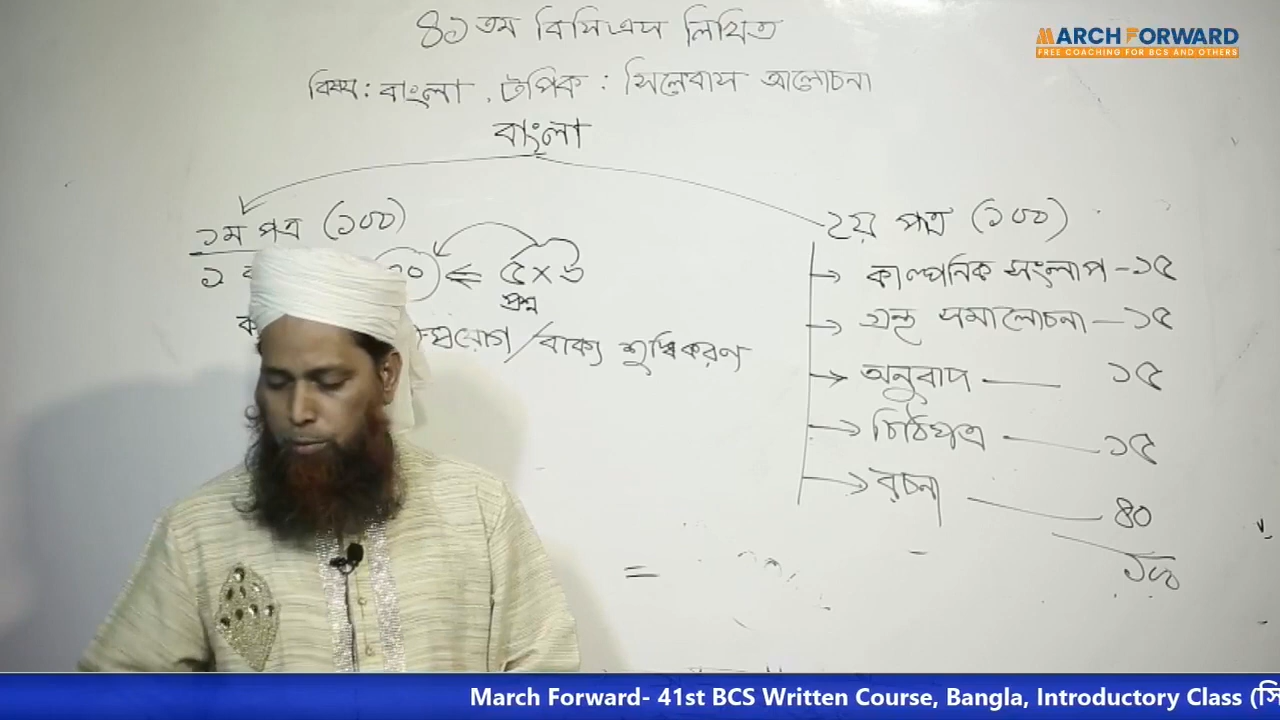 ৪১তম বিসিএস লিখিত
MARCH FORWARD
FREE COACHING FOR BCS AND OTHERS
বিষয়: বাংলা, টপিক: সিলেবাস আলোচনা
বাংলা
১ম পত্র (১০০)
১
৫×৬
প্রশ্ন
প্রয়োগ/বাক্য শুদ্ধিকরণ
২য় পত্র (১০০)
কাল্পনিক সংলাপ - ১৫
গ্রন্থ সমালোচনা — ১৫
অনুবাদ — ১৫
চিঠিপত্র — ১৫
রচনা — ৪০
১০০
=
March Forward- 41st BCS Written Course, Bangla, Introductory Class (সি